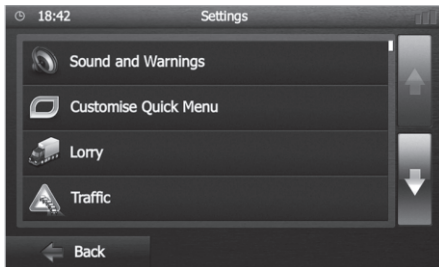 18:42 Settings
Sound and Warnings
Customise Quick Menu
Lorry
Traffic
Back